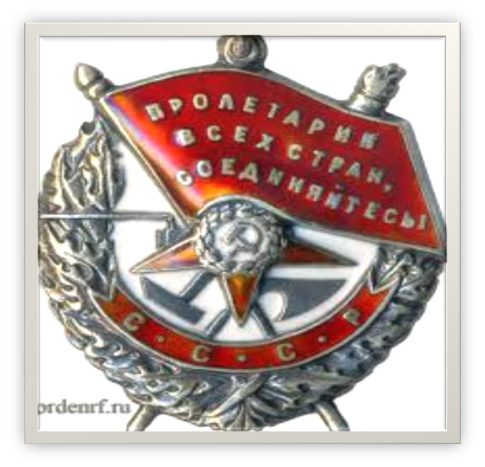 ПРОЛЕТАРИИ
ВСЕХ СТРАН,
СОЕДИНЯЙТЕСЬ!
С·С·С·Р
ordenrf.ru